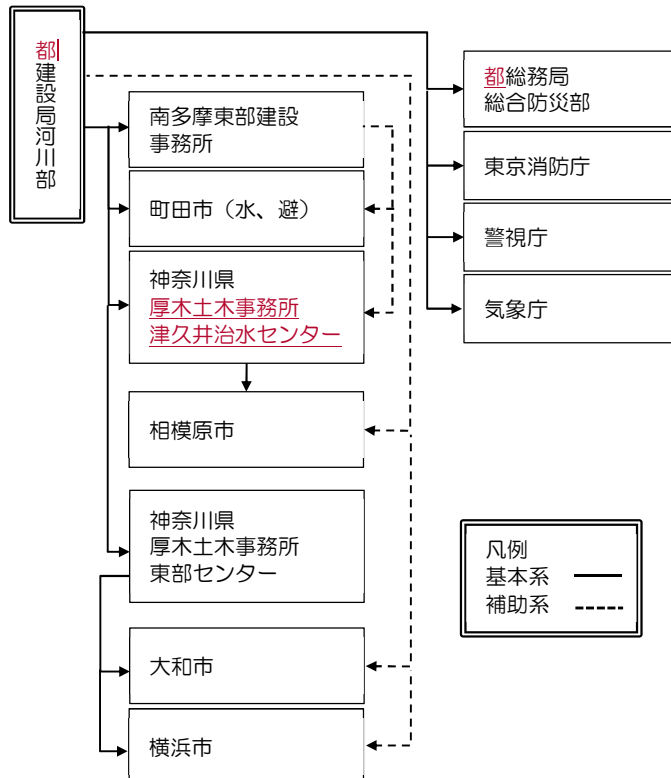 都建設局河川部
南多摩東部建設
事務所
町田市（水、避）
神奈川県
厚木土木事務所
津久井治水センター
相模原市
神奈川県
厚木土木事務所
東部センター
大和市
横浜市
都総務局
総合防災部
東京消防庁
警視庁
気象庁
凡例
基本系
補助系